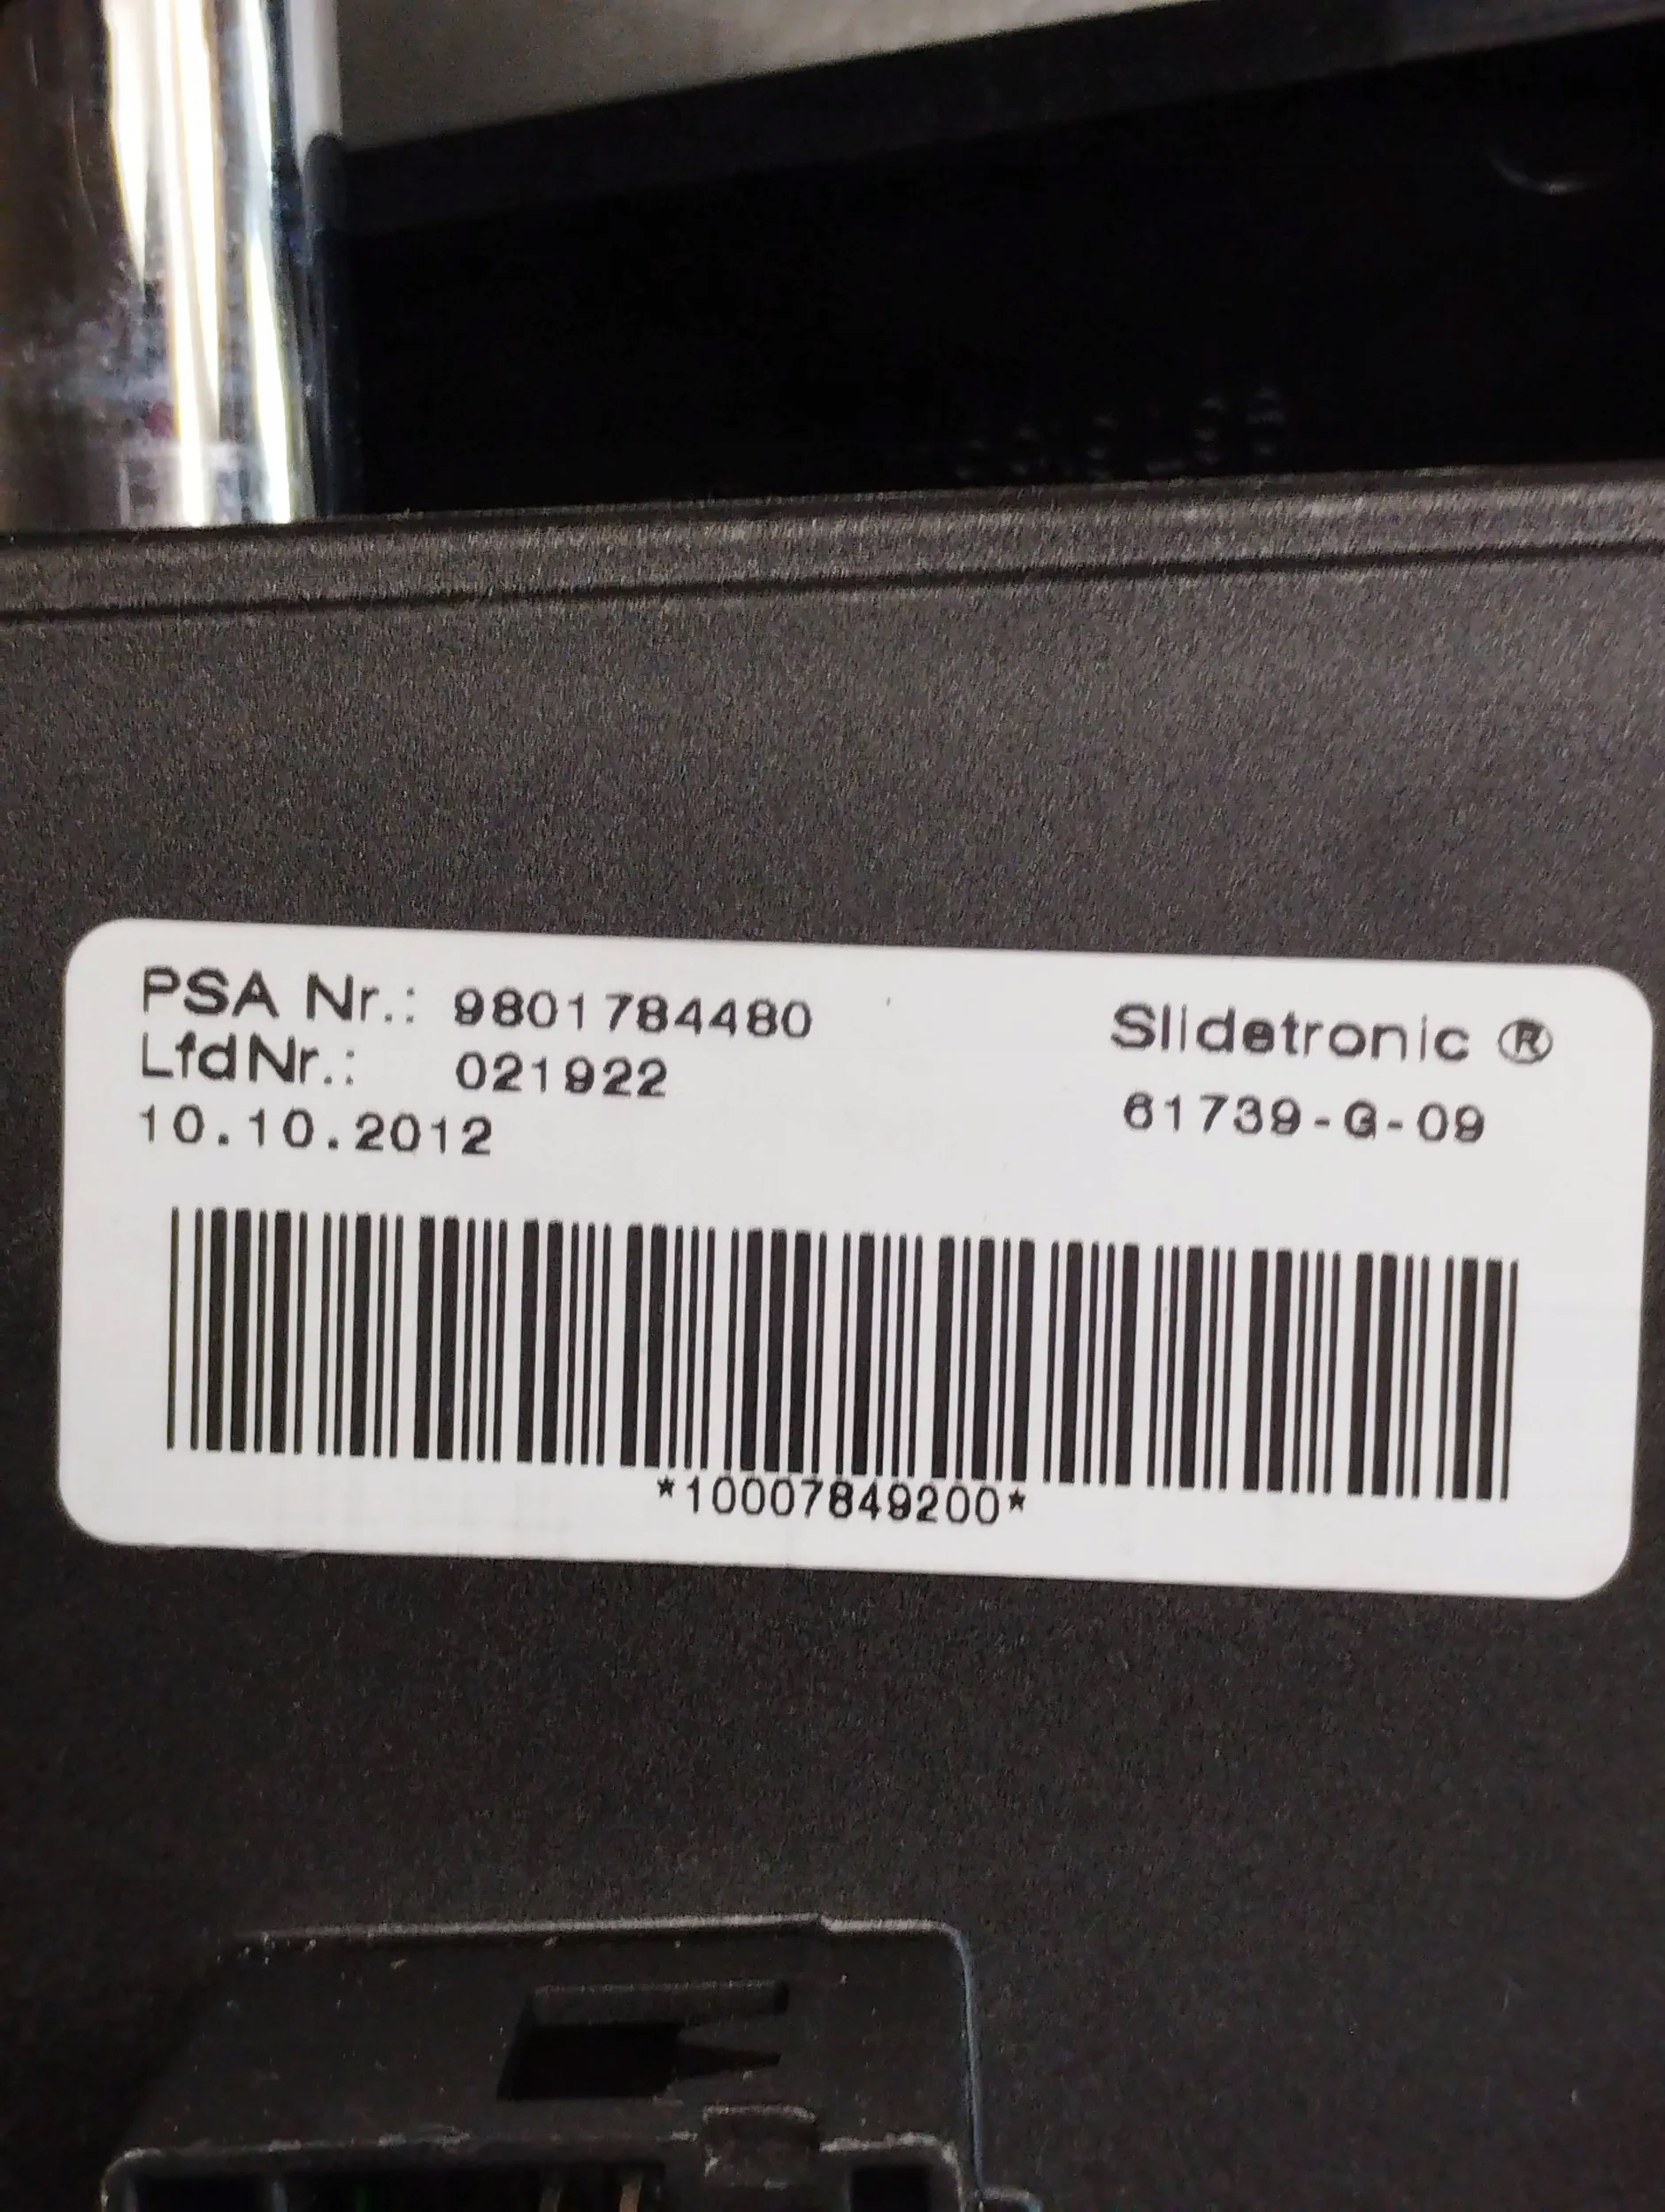 PSA Nr.: 9801784480
LfdNr.: 021922
10.10.2012
Slidetronic ®
61739-G-09
*10007849200*